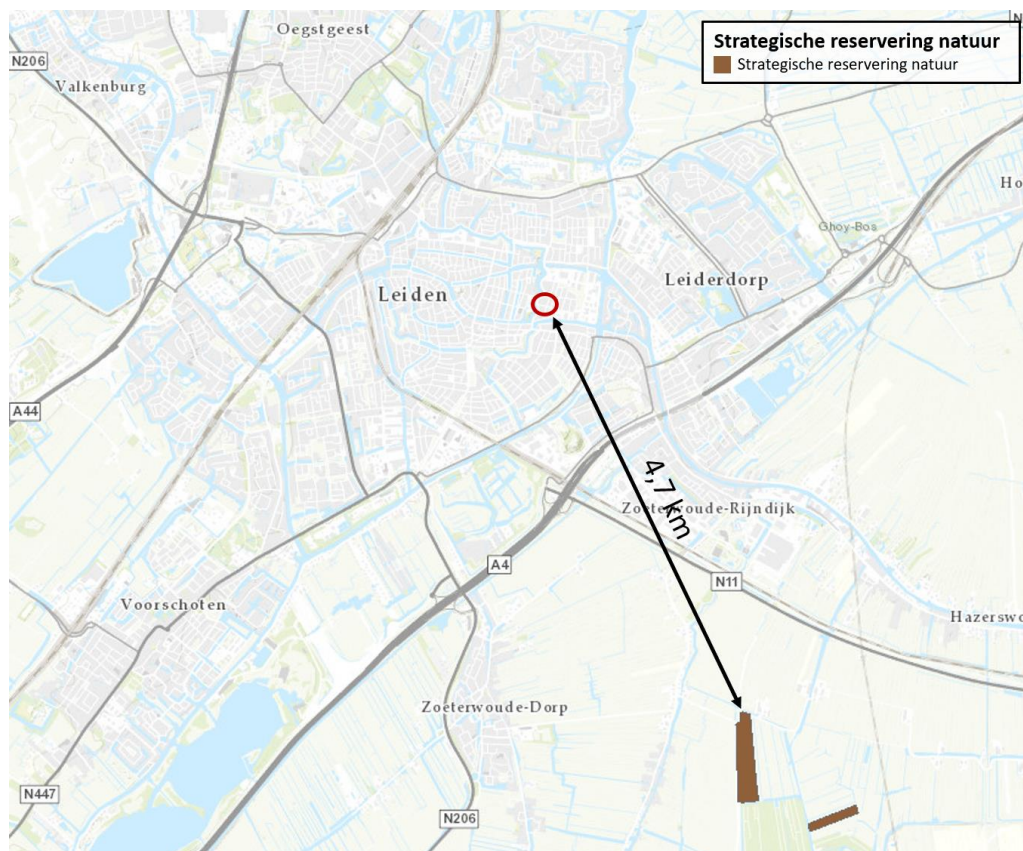 Oegstgeest
N
Strategische reservering natuur
Strategische reservering natuur
N206
Valkenburg
Ho
Ghoy-Bos
Leiden
Leiderdorp
A44
4,7 km
Zoeterwoude-Rijndijk
A4
N11
Voorschoten
Hazerswo
Zoeterwoude-Dorp
N447
N206